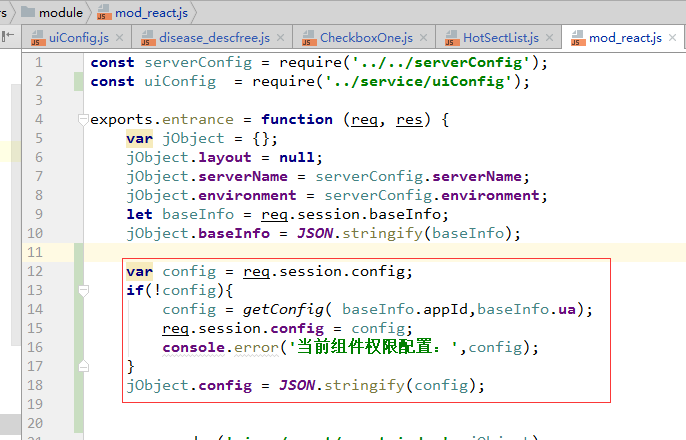 rs module mod_react.js
uiConfig.js disease_descfree.js CheckboxOne.js HotSectList.js mod_react.js
1 const serverConfig = require('../../serverConfig');
2 const uiConfig  = require('../service/uiConfig');
3
4 exports.entrance = function (req, res) {
5 var jObject = {};
6 jObject.layout = null;
7 jObject.serverName = serverConfig.serverName;
8 jObject.environment = serverConfig.environment;
9 let baseInfo = req.session.baseInfo;
10 jObject.baseInfo = JSON.stringify(baseInfo);
11
12 var config = req.session.config;
13 if(!config){
14 config = getConfig( baseInfo.appId,baseInfo.ua);
15 req.session.config = config;
16 console.error('当前组件权限配置：',config);
17 }
18 jObject.config = JSON.stringify(config);
19
20